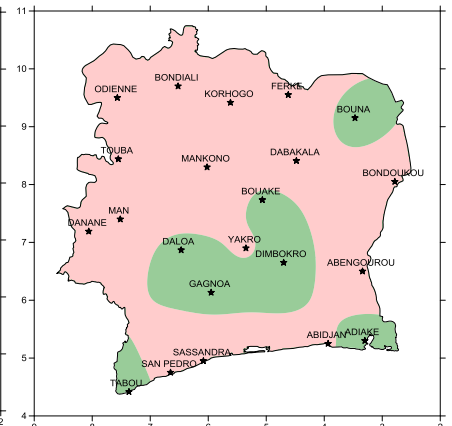 11
10
BONDIALI
ODIENNE
FERKE
KORHOGO
BOUNA
9
TOUBA
DABAKALA
MANKONO
BONDOUKOU
8
BOUAKE
MAN
DANANE
7
DALOA
YAKRO
DIMBOKRO
ABENGOUROU
GAGNOA
6
ABIDJAN
ADIAKE
SASSANDRA
5
SAN PEDRO
TABOU
4